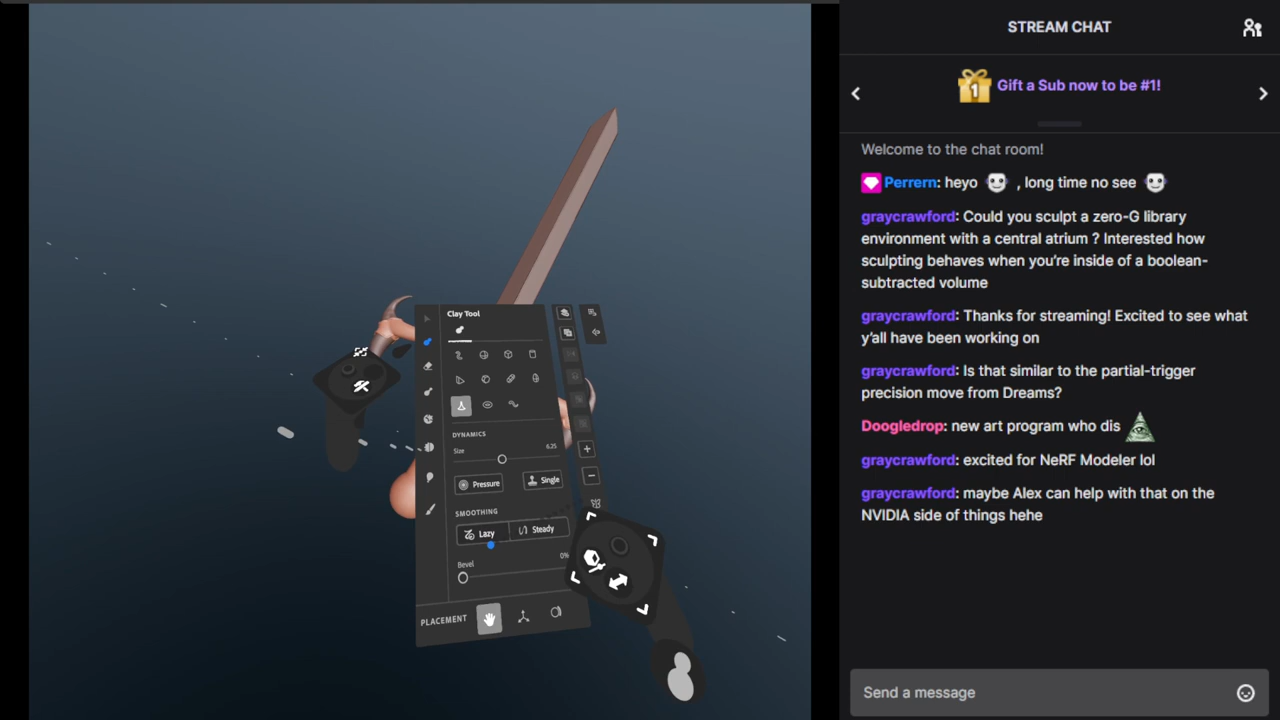 Clay Tool
DYNAMICS
Size
6.25
Pressure
Single
SMOOTHING
Lazy
Steady
Bevel
0%
PLACEMENT
STREAM CHAT
1
Gift a Sub now to be #1!
Welcome to the chat room!
Perrern: heyo , long time no see
graycrawford: Could you sculpt a zero-G library
environment with a central atrium ? Interested how
sculpting behaves when you're inside of a boolean-
subtracted volume
graycrawford: Thanks for streaming! Excited to see what
y'all have been working on
graycrawford: Is that similar to the partial-trigger
precision move from Dreams?
Doogledrop: new art program who dis
graycrawford: excited for NeRF Modeler lol
graycrawford: maybe Alex can help with that on the
NVIDIA side of things hehe
Send a message